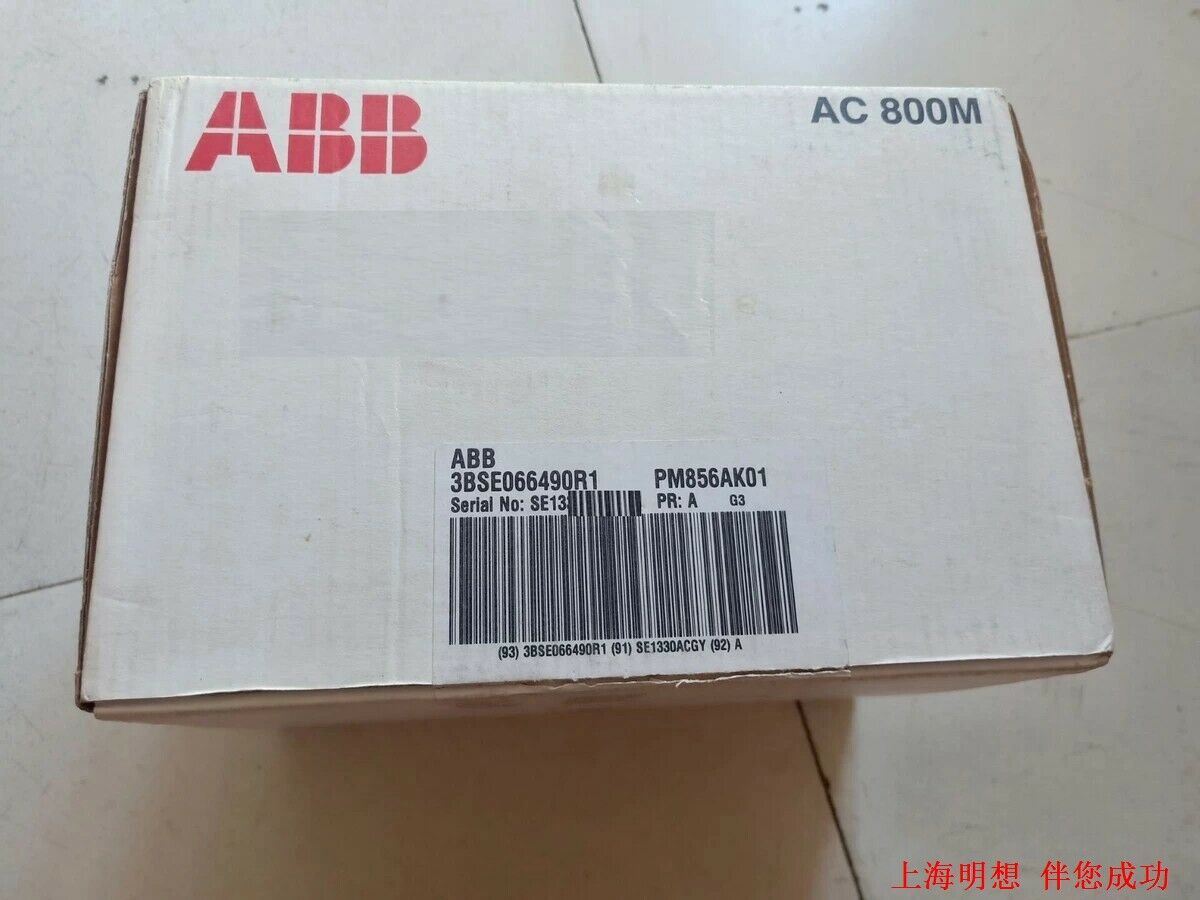 ABB
AC 800M
ABB
3BSE066490R1 PM856AK01
Serial No: SE13 PR: A G3
(93) 3BSE066490R1 (91) SE1330ACGY (92) A
上海明想 伴您成功